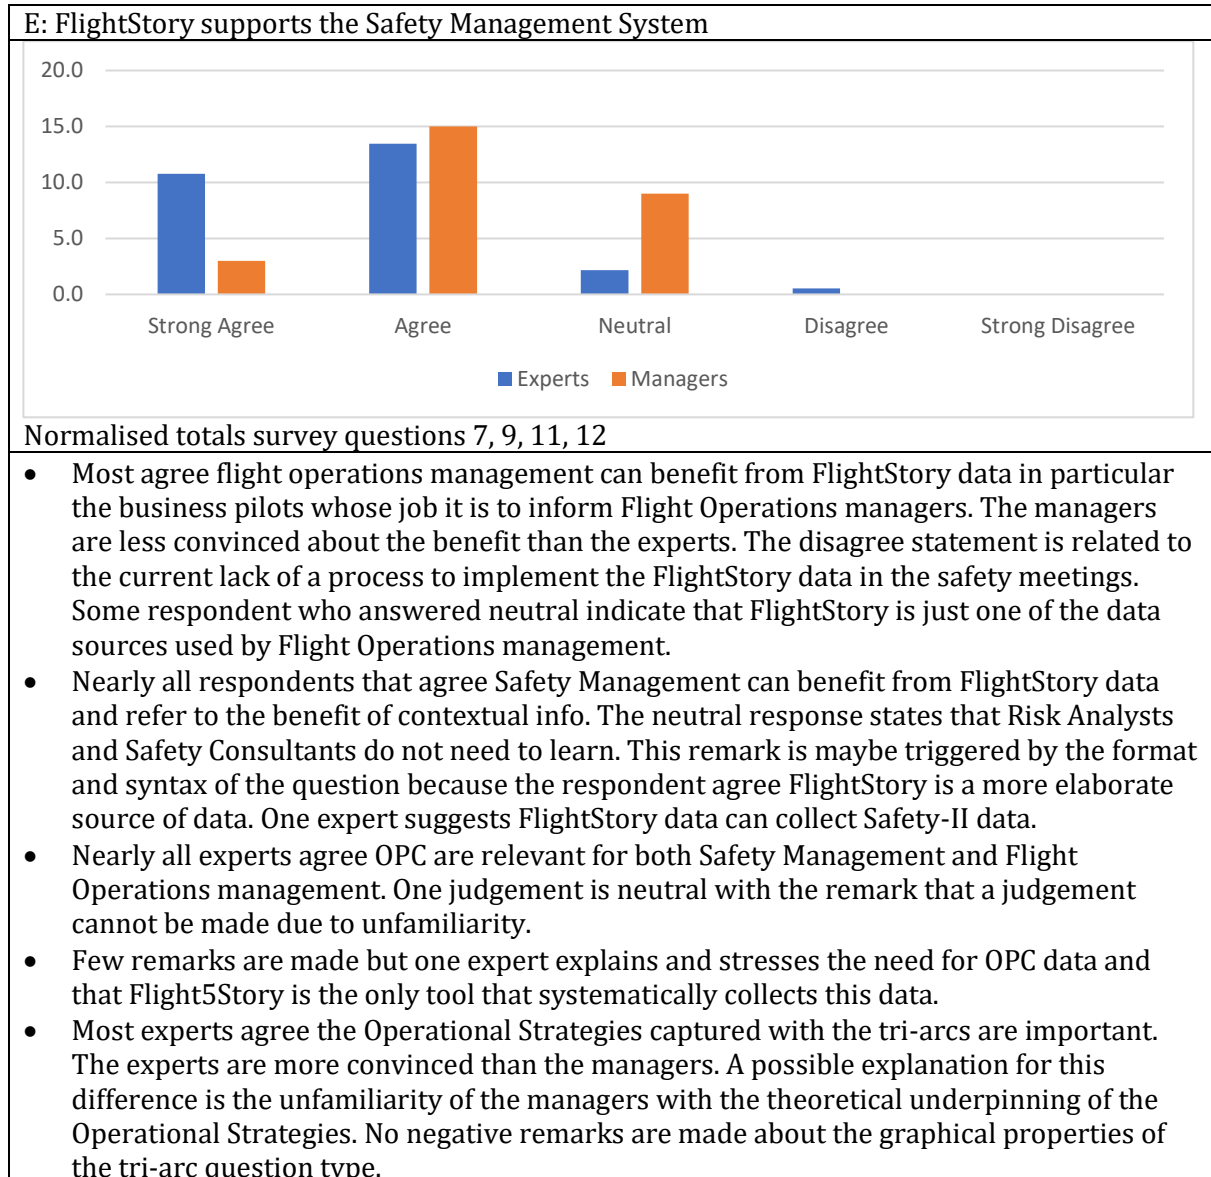 E: FlightStory supports the Safety Management System
20.0
15.0
10.0
5.0
0.0
Strong Agree Agree Neutral Disagree Strong Disagree
Experts Managers
Normalised totals survey questions 7, 9, 11, 12
• Most agree flight operations management can benefit from FlightStory data in particular
the business pilots whose job it is to inform Flight Operations managers. The managers
are less convinced about the benefit than the experts. The disagree statement is related to
the current lack of a process to implement the FlightStory data in the safety meetings.
Some respondent who answered neutral indicate that FlightStory is just one of the data
sources used by Flight Operations management.
• Nearly all respondents that agree Safety Management can benefit from FlightStory data
and refer to the benefit of contextual info. The neutral response states that Risk Analysts
and Safety Consultants do not need to learn. This remark is maybe triggered by the format
and syntax of the question because the respondent agree FlightStory is a more elaborate
source of data. One expert suggests FlightStory data can collect Safety-II data.
• Nearly all experts agree OPC are relevant for both Safety Management and Flight
Operations management. One judgement is neutral with the remark that a judgement
cannot be made due to unfamiliarity.
• Few remarks are made but one expert explains and stresses the need for OPC data and
that Flight5Story is the only tool that systematically collects this data.
• Most experts agree the Operational Strategies captured with the tri-arcs are important.
The experts are more convinced than the managers. A possible explanation for this
difference is the unfamiliarity of the managers with the theoretical underpinning of the
Operational Strategies. No negative remarks are made about the graphical properties of
the tri-arc question type.